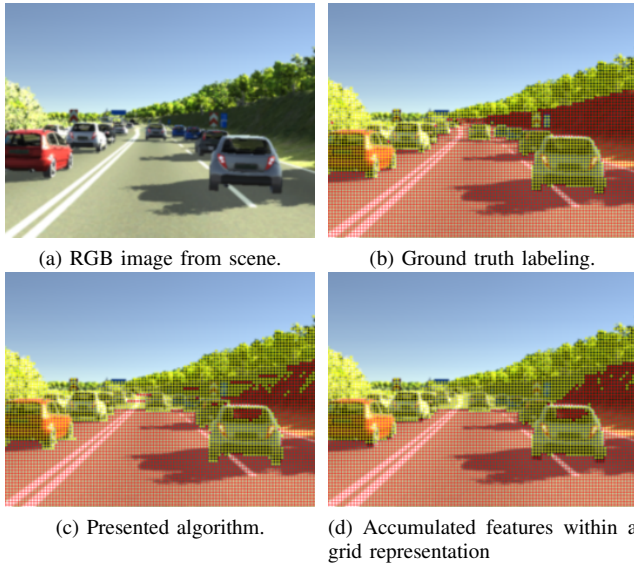 (a) RGB image from scene.
(b) Ground truth labeling.
(c) Presented algorithm.
(d) Accumulated features within a
grid representation